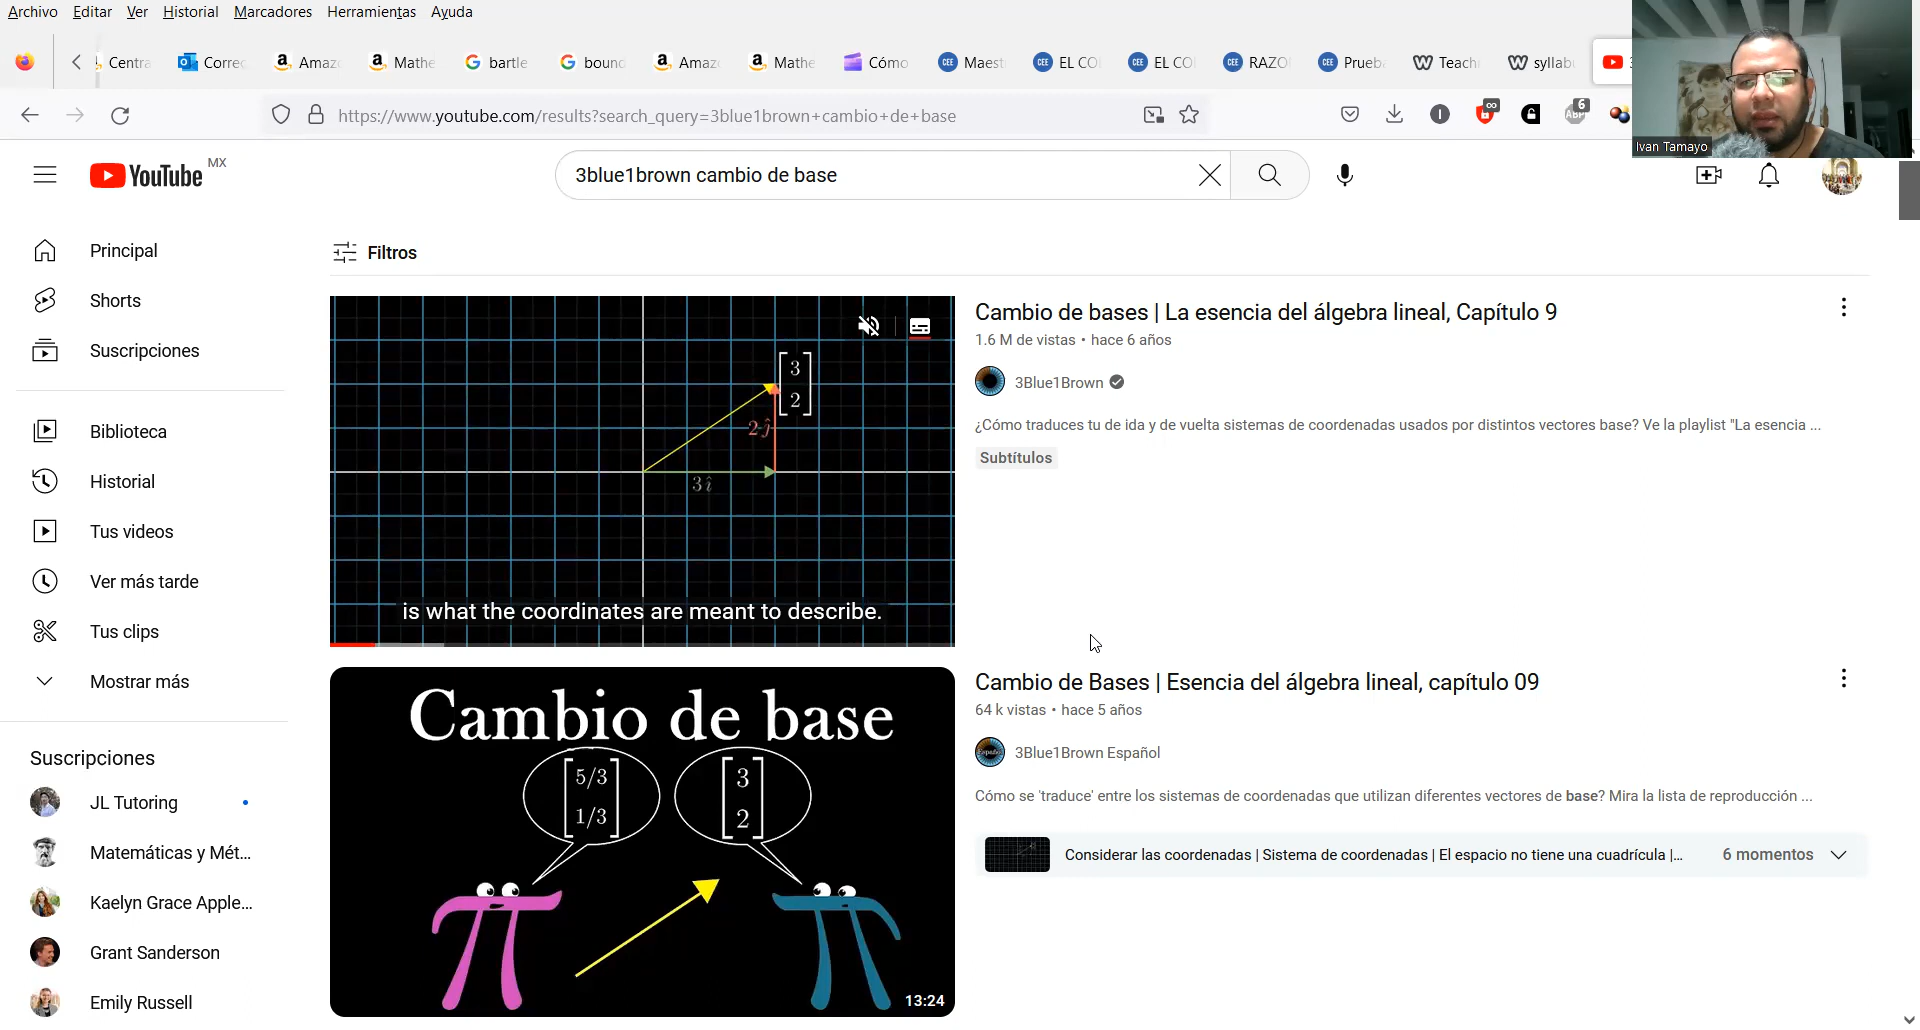 Archivo Editar Ver Historial Marcadores Herramientas Ayuda
Centra Correo Amaz Mathe bartle bound Amaz Mathe Cómo CEE Maest CEE EL CO CEE EL CO CEE RAZO CEE Prueb Teach syllab
https://www.youtube.com/results?search_query=3blue1brown+cambio+de+base
∞ ABP 6
Ivan Tamayo
YouTube MX
3blue1brown cambio de base
Principal
Shorts
Suscripciones
Biblioteca
Historial
Tus videos
Ver más tarde
Tus clips
Mostrar más
Suscripciones
JL Tutoring
Matemáticas y Mét...
Kaelyn Grace Apple...
Grant Sanderson
Emily Russell
Filtros
3
2
2ĵ
3î
is what the coordinates are meant to describe.
Cambio de bases | La esencia del álgebra lineal, Capítulo 9
1.6 M de vistas • hace 6 años
3Blue1Brown
¿Cómo traduces tu de ida y de vuelta sistemas de coordenadas usados por distintos vectores base? Ve la playlist "La esencia ...
Subtítulos
Cambio de base
5/3
1/3
3
2
13:24
Cambio de Bases | Esencia del álgebra lineal, capítulo 09
64 k vistas • hace 5 años
3Blue1Brown Español
Cómo se 'traduce' entre los sistemas de coordenadas que utilizan diferentes vectores de base? Mira la lista de reproducción ...
Considerar las coordenadas | Sistema de coordenadas | El espacio no tiene una cuadrícula |...
6 momentos